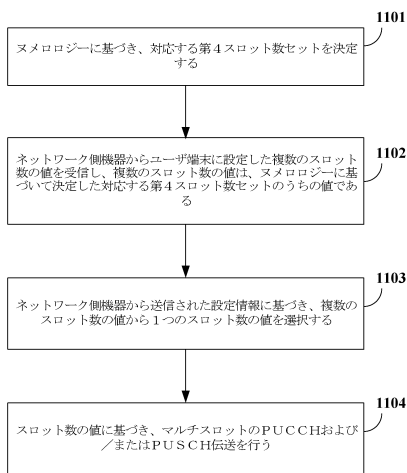 1101
ヌメロロジーに基づき、対応する第４スロット数セットを決定
する
1102
ネットワーク側機器からユーザ端末に設定した複数のスロット
数の値を受信し、複数のスロット数の値は、ヌメロロジーに基
づいて決定した対応する第４スロット数セットのうちの値であ
る
1103
ネットワーク側機器から送信された設定情報に基づき、複数の
スロット数の値から１つのスロット数の値を選択する
1104
スロット数の値に基づき、マルチスロットのＰＵＣＣＨおよび
／またはＰＵＳＣＨ伝送を行う